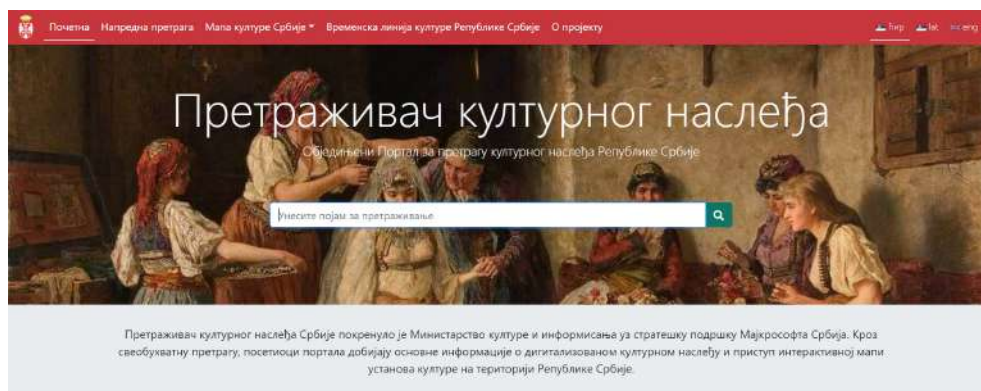 Почетна Напредна претрага Мапа културе Србије Временска линија културе Републике Србије О пројекту ћир lat eng
Претраживач културног наслеђа
Обједињени Портал за претрагу културног наслеђа Републике Србије
Унесите појам за претраживање
Претраживач културног наслеђа Србије покренуло је Министарство културе и информисања уз стратешку подршку Мајкрософта Србија. Кроз
свеобухватну претрагу, посетиоци портала добијају основне информације о дигитализованом културном наслеђу и приступ интерактивној мапи
установа културе на територији Републике Србије.